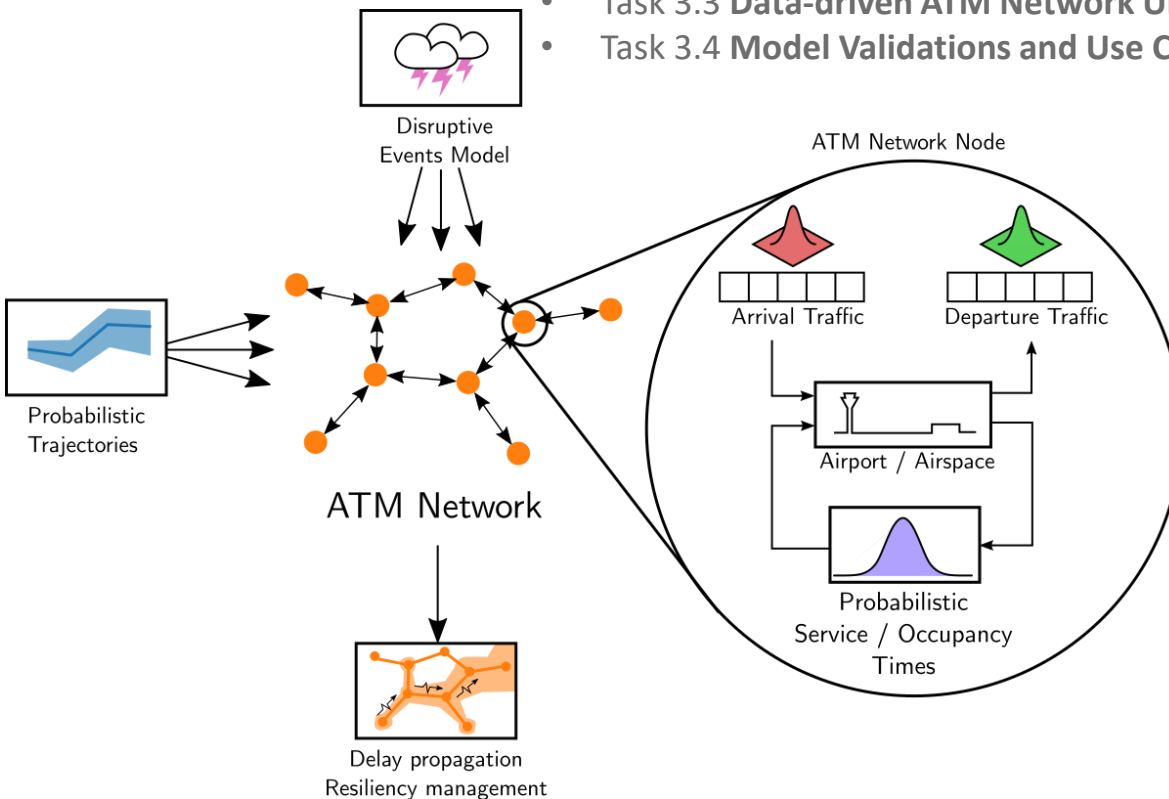 • Task 3.3 Data-driven ATM Network
• Task 3.4 Model Validations and Use
Disruptive
Events Model
ATM Network Node
Arrival Traffic
Departure Traffic
Probabilistic
Trajectories
Airport / Airspace
ATM Network
Probabilistic
Service / Occupancy
Times
Delay propagation
Resiliency management